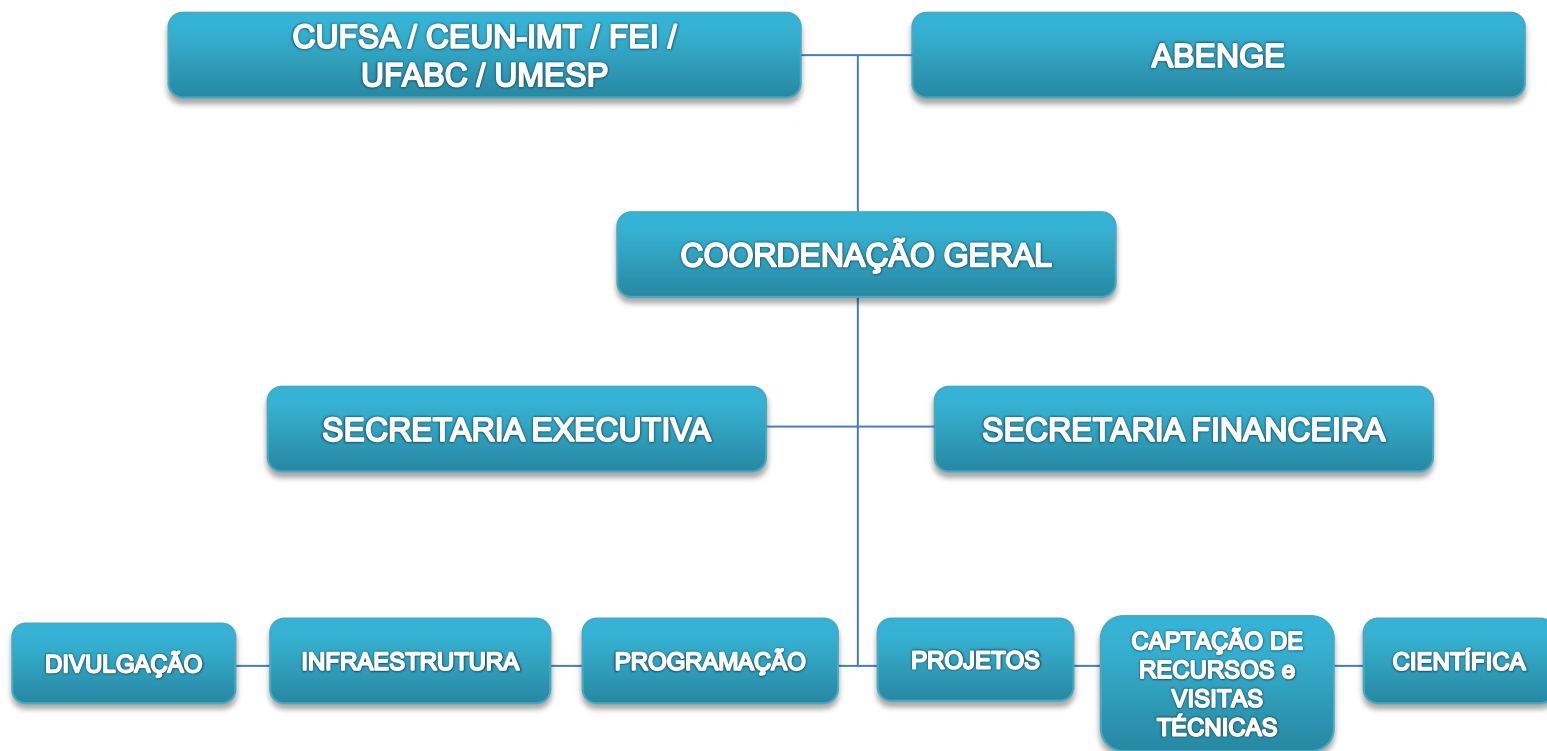 CUFSA / CEUN-IMT / FEI /
UFABC / UMESP
ABENGE
COORDENAÇÃO GERAL
SECRETARIA EXECUTIVA
SECRETARIA FINANCEIRA
DIVULGAÇÃO
INFRAESTRUTURA
PROGRAMAÇÃO
PROJETOS
CAPTAÇÃO DE
RECURSOS e
VISITAS
TÉCNICAS
CIENTÍFICA